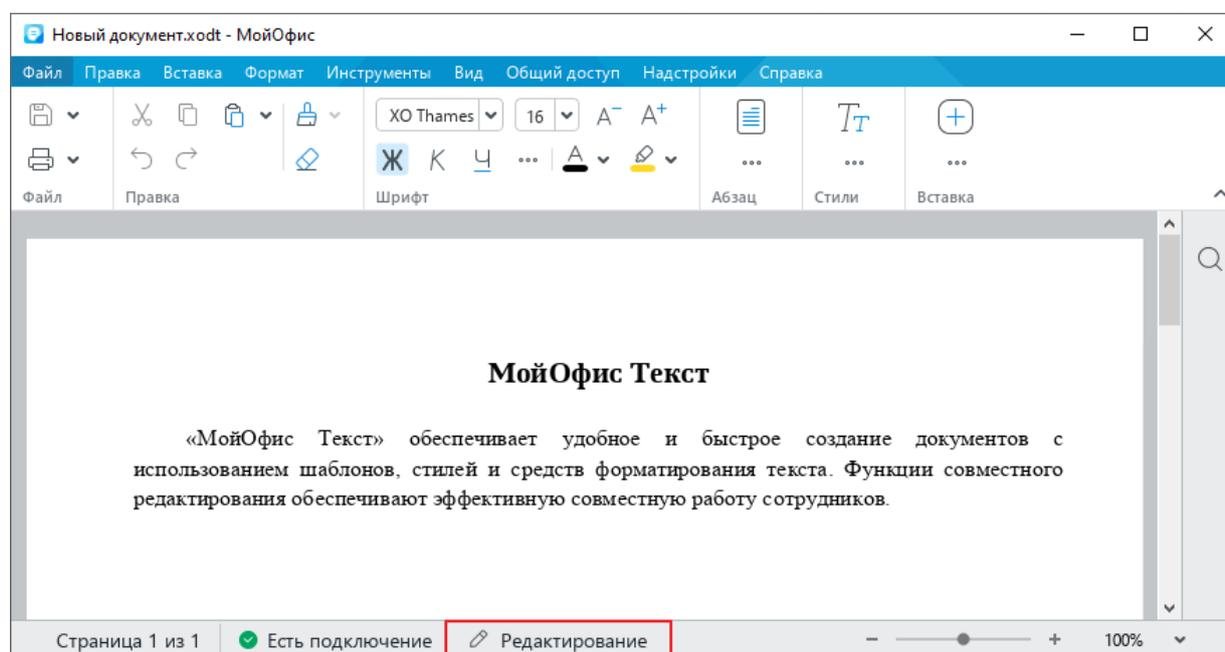 Новый документ.xodt - МойОфис
Файл Правка Вставка Формат Инструменты Вид Общий доступ Надстройки Справка
XO Thames 16 A⁻ A⁺
Ж К Ч ... A
Файл Правка Шрифт Абзац Стили Вставка
МойОфис Текст
«МойОфис Текст» обеспечивает удобное и быстрое создание документов с
использованием шаблонов, стилей и средств форматирования текста. Функции совместного
редактирования обеспечивают эффективную совместную работу сотрудников.
Страница 1 из 1 Есть подключение Редактирование − + 100%